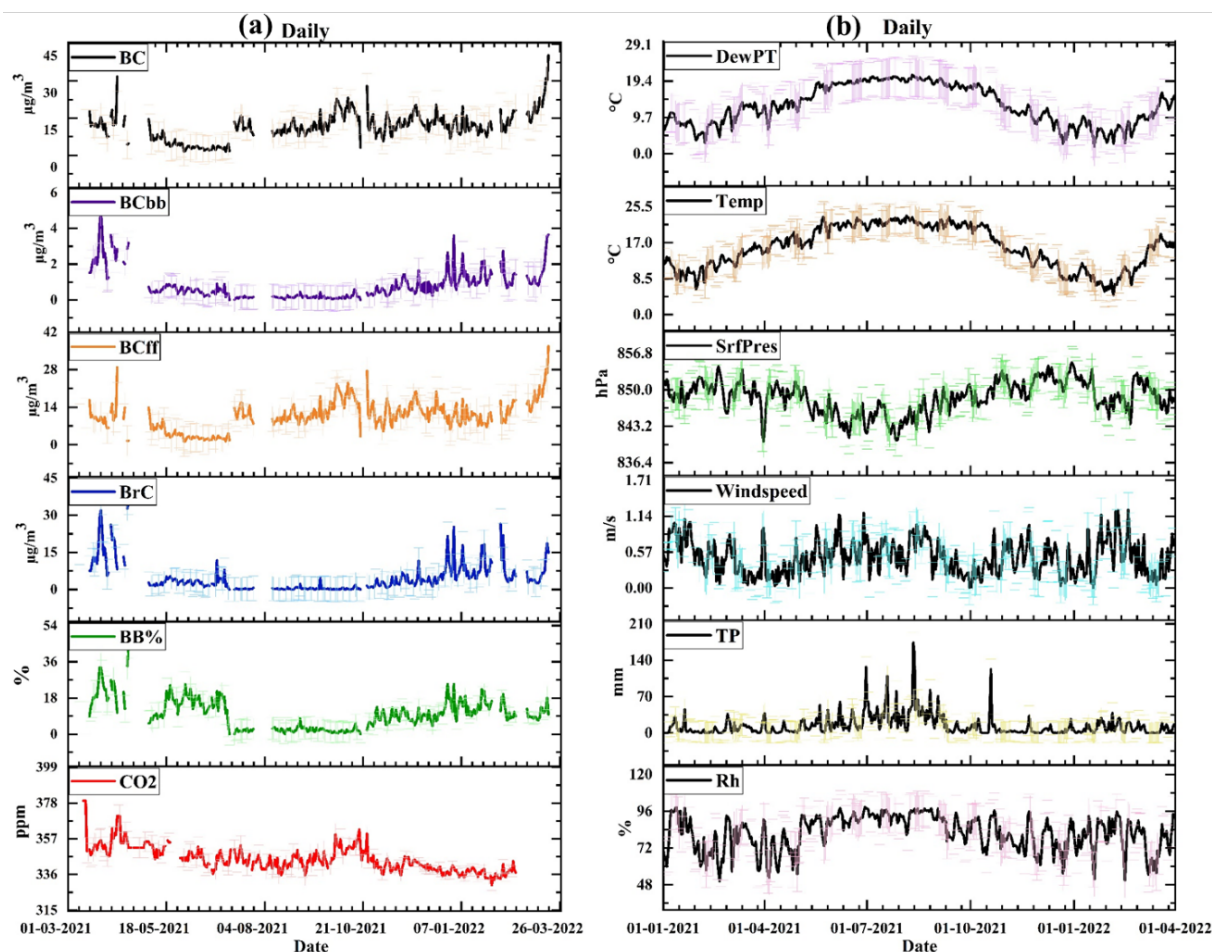 (a) Daily
45
30
15
0
µg/m³
BC
6
4
2
0
µg/m³
BCbb
42
28
14
0
µg/m³
BCff
45
30
15
0
µg/m³
BrC
54
36
18
0
%
BB%
399
378
357
336
315
ppm
CO2
01-03-2021 18-05-2021 04-08-2021 21-10-2021 07-01-2022 26-03-2022
Date
(b) Daily
29.1
19.4
9.7
0.0
°C
DewPT
25.5
17.0
8.5
0.0
°C
Temp
856.8
850.0
843.2
836.4
hPa
SrfPres
1.71
1.14
0.57
0.00
m/s
Windspeed
210
140
70
0
mm
TP
120
96
72
48
%
Rh
01-01-2021 01-04-2021 01-07-2021 01-10-2021 01-01-2022 01-04-2022
Date